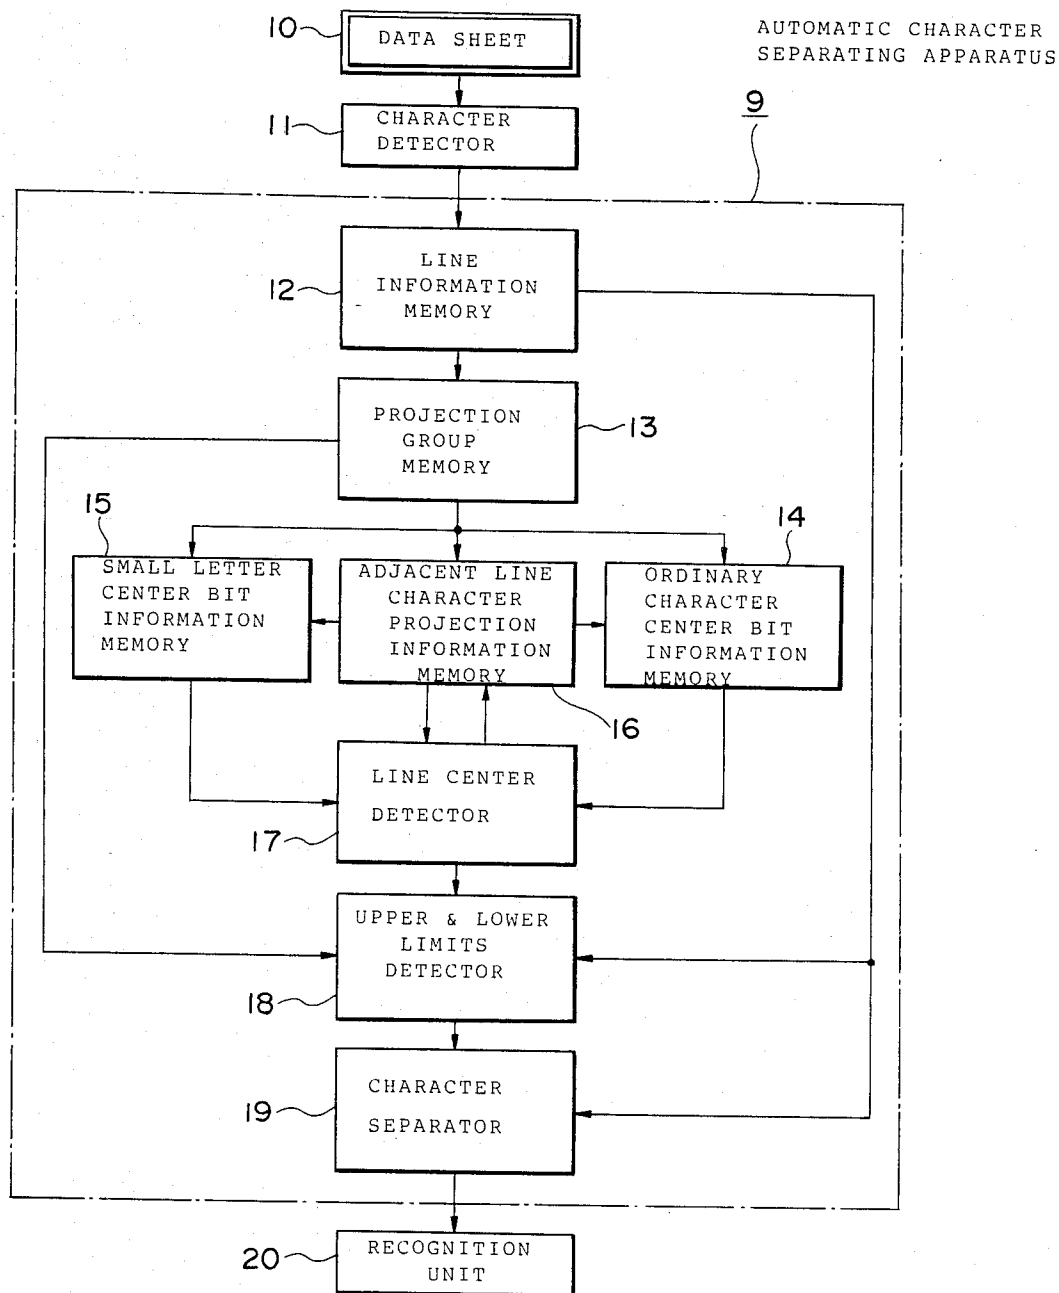 10
DATA SHEET
AUTOMATIC CHARACTER
SEPARATING APPARATUS
9
11
CHARACTER
DETECTOR
12
LINE
INFORMATION
MEMORY
PROJECTION
GROUP
MEMORY
13
15
SMALL LETTER
CENTER BIT
INFORMATION
MEMORY
ADJACENT LINE
CHARACTER
PROJECTION
INFORMATION
MEMORY
16
14
ORDINARY
CHARACTER
CENTER BIT
INFORMATION
MEMORY
LINE CENTER
DETECTOR
17
UPPER & LOWER
LIMITS
DETECTOR
18
CHARACTER
SEPARATOR
19
20
RECOGNITION
UNIT